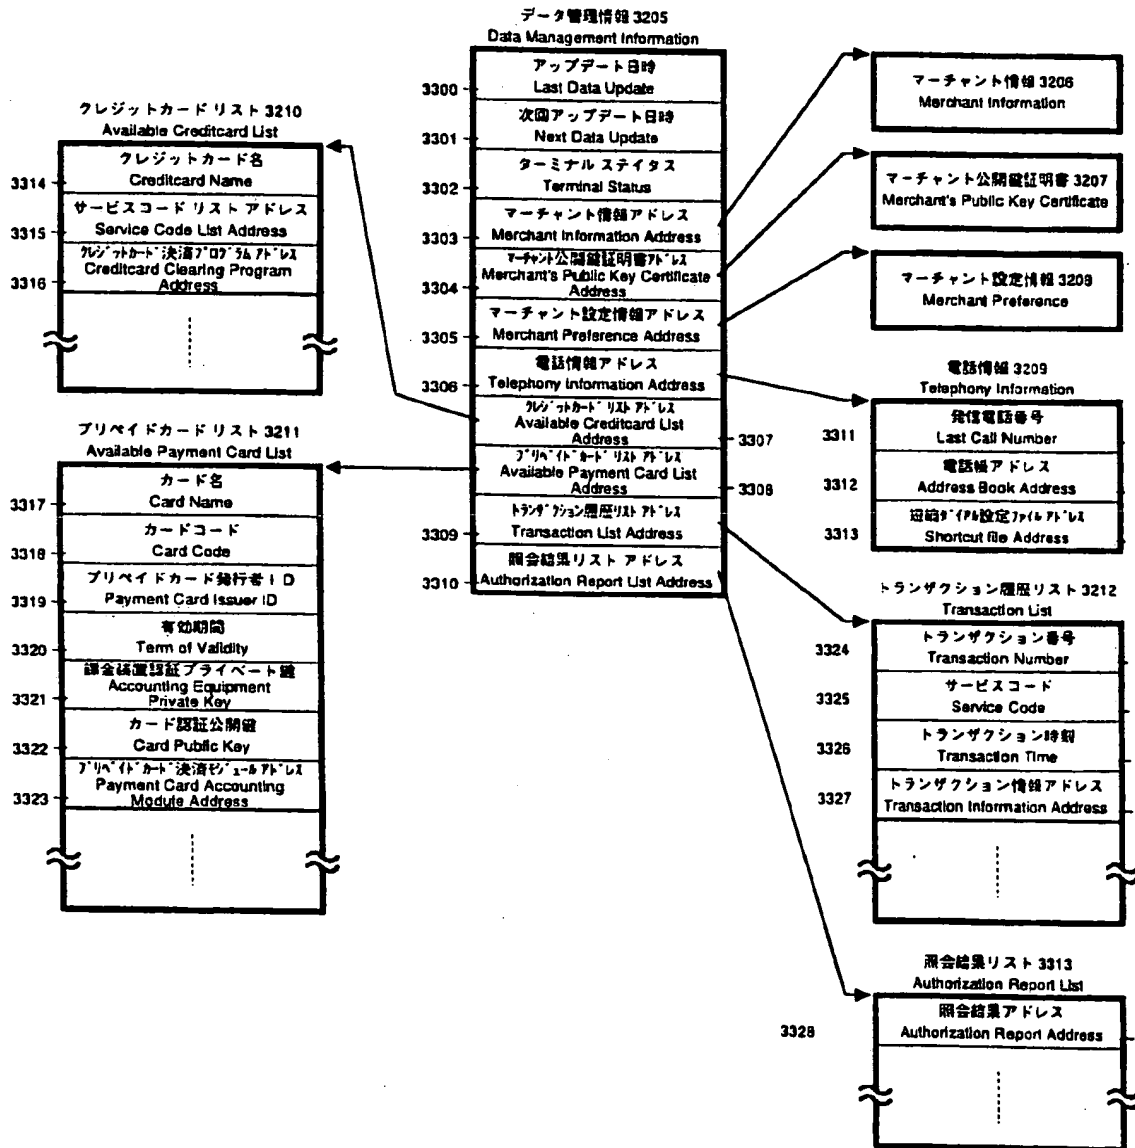 データ管理情報 3205
Data Management Information
アップデート日時
Last Data Update
3300
次回アップデート日時
Next Data Update
3301
ターミナル ステイタス
Terminal Status
3302
マーチャント情報アドレス
Merchant Information Address
3303
マーチャント公開鍵証明書アドレス
Merchant's Public Key Certificate
Address
3304
マーチャント設定情報アドレス
Merchant Preference Address
3305
電話情報アドレス
Telephony Information Address
3306
クレジットカード リスト アドレス
Available Creditcard List
Address
3307
プリペイドカード リスト アドレス
Available Payment Card List
Address
3308
トランザクション履歴リスト アドレス
Transaction List Address
3309
照会結果リスト アドレス
Authorization Report List Address
3310
クレジットカード リスト 3210
Available Creditcard List
クレジットカード名
Creditcard Name
3314
サービスコード リスト アドレス
Service Code List Address
3315
クレジットカード決済プログラム アドレス
Creditcard Clearing Program
Address
3316
プリペイドカード リスト 3211
Available Payment Card List
カード名
Card Name
3317
カードコード
Card Code
3318
プリペイドカード発行者ID
Payment Card Issuer ID
3319
有効期間
Term of Validity
3320
課金装置認証プライベート鍵
Accounting Equipment
Private Key
3321
カード認証公開鍵
Card Public Key
3322
プリペイドカード決済モジュールアドレス
Payment Card Accounting
Module Address
3323
マーチャント情報 3206
Merchant Information
マーチャント公開鍵証明書 3207
Merchant's Public Key Certificate
マーチャント設定情報 3208
Merchant Preference
電話情報 3209
Telephony Information
発信電話番号
Last Call Number
3311
電話帳アドレス
Address Book Address
3312
短縮ダイアル設定ファイルアドレス
Shortcut file Address
3313
トランザクション履歴リスト 3212
Transaction List
トランザクション番号
Transaction Number
3324
サービスコード
Service Code
3325
トランザクション時刻
Transaction Time
3326
トランザクション情報アドレス
Transaction Information Address
3327
照会結果リスト 3313
Authorization Report List
照会結果アドレス
Authorization Report Address
3328